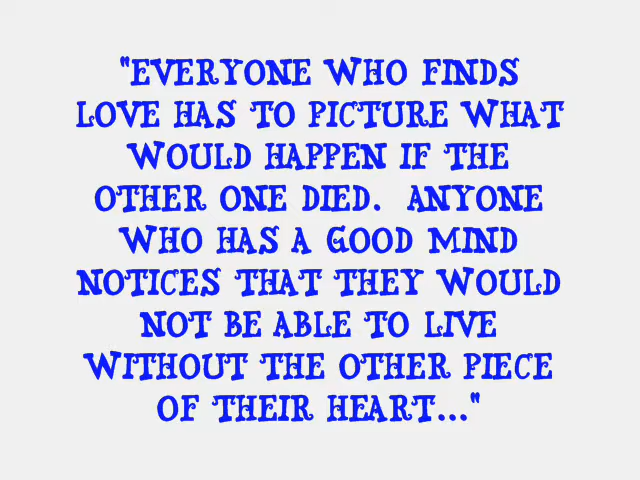 "EVERYONE WHO FINDS
LOVE HAS TO PICTURE WHAT
WOULD HAPPEN IF THE
OTHER ONE DIED.  ANYONE
WHO HAS A GOOD MIND
NOTICES THAT THEY WOULD
NOT BE ABLE TO LIVE
WITHOUT THE OTHER PIECE
OF THEIR HEART..."